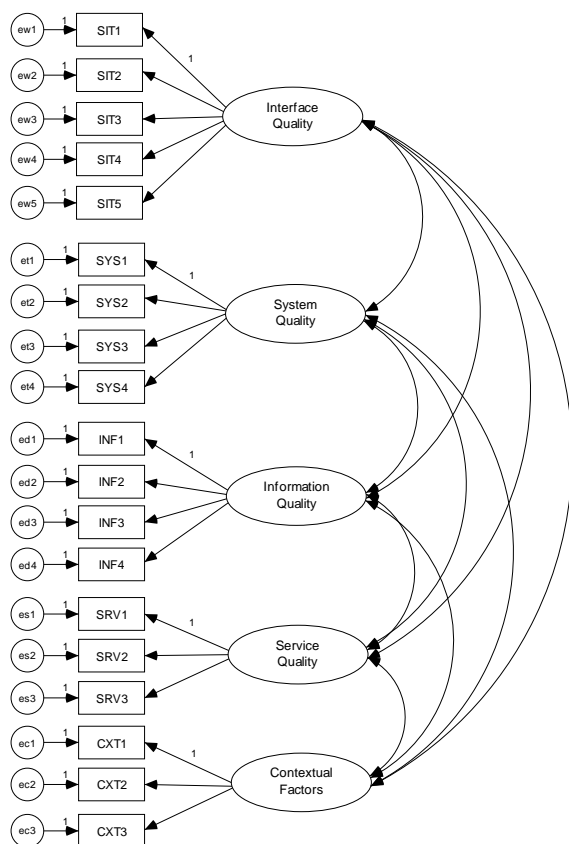 ew1 1 SIT1
1
ew2 1 SIT2
ew3 1 SIT3
ew4 1 SIT4
ew5 1 SIT5
Interface
Quality
et1 1 SYS1
1
et2 1 SYS2
et3 1 SYS3
et4 1 SYS4
System
Quality
ed1 1 INF1
1
ed2 1 INF2
ed3 1 INF3
ed4 1 INF4
Information
Quality
es1 1 SRV1
1
es2 1 SRV2
es3 1 SRV3
Service
Quality
ec1 1 CXT1
1
ec2 1 CXT2
ec3 1 CXT3
Contextual
Factors